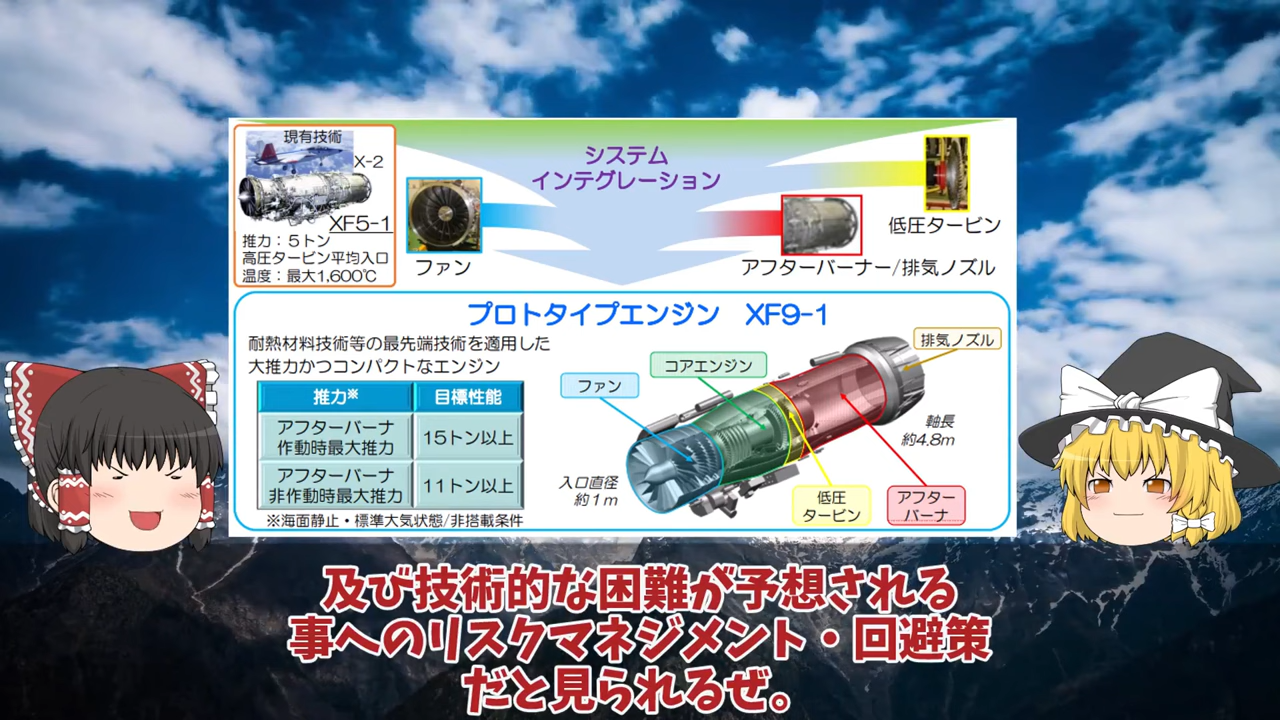 現有技術
X-2
XF5-1
推力：５トン
高圧タービン平均入口
温度：最大1,600℃
ファン
システム
インテグレーション
低圧タービン
アフターバーナー/排気ノズル
プロトタイプエンジン　XF9-1
耐熱材料技術等の最先端技術を適用した
大推力かつコンパクトなエンジン
推力※
目標性能
アフターバーナ
作動時最大推力
15トン以上
アフターバーナ
非作動時最大推力
11トン以上
※海面静止・標準大気状態/非搭載条件
ファン
コアエンジン
排気ノズル
軸長
約4.8m
入口直径
約１m
低圧
タービン
アフター
バーナ
及び技術的な困難が予想される
事へのリスクマネジメント・回避策
だと見られるぜ。